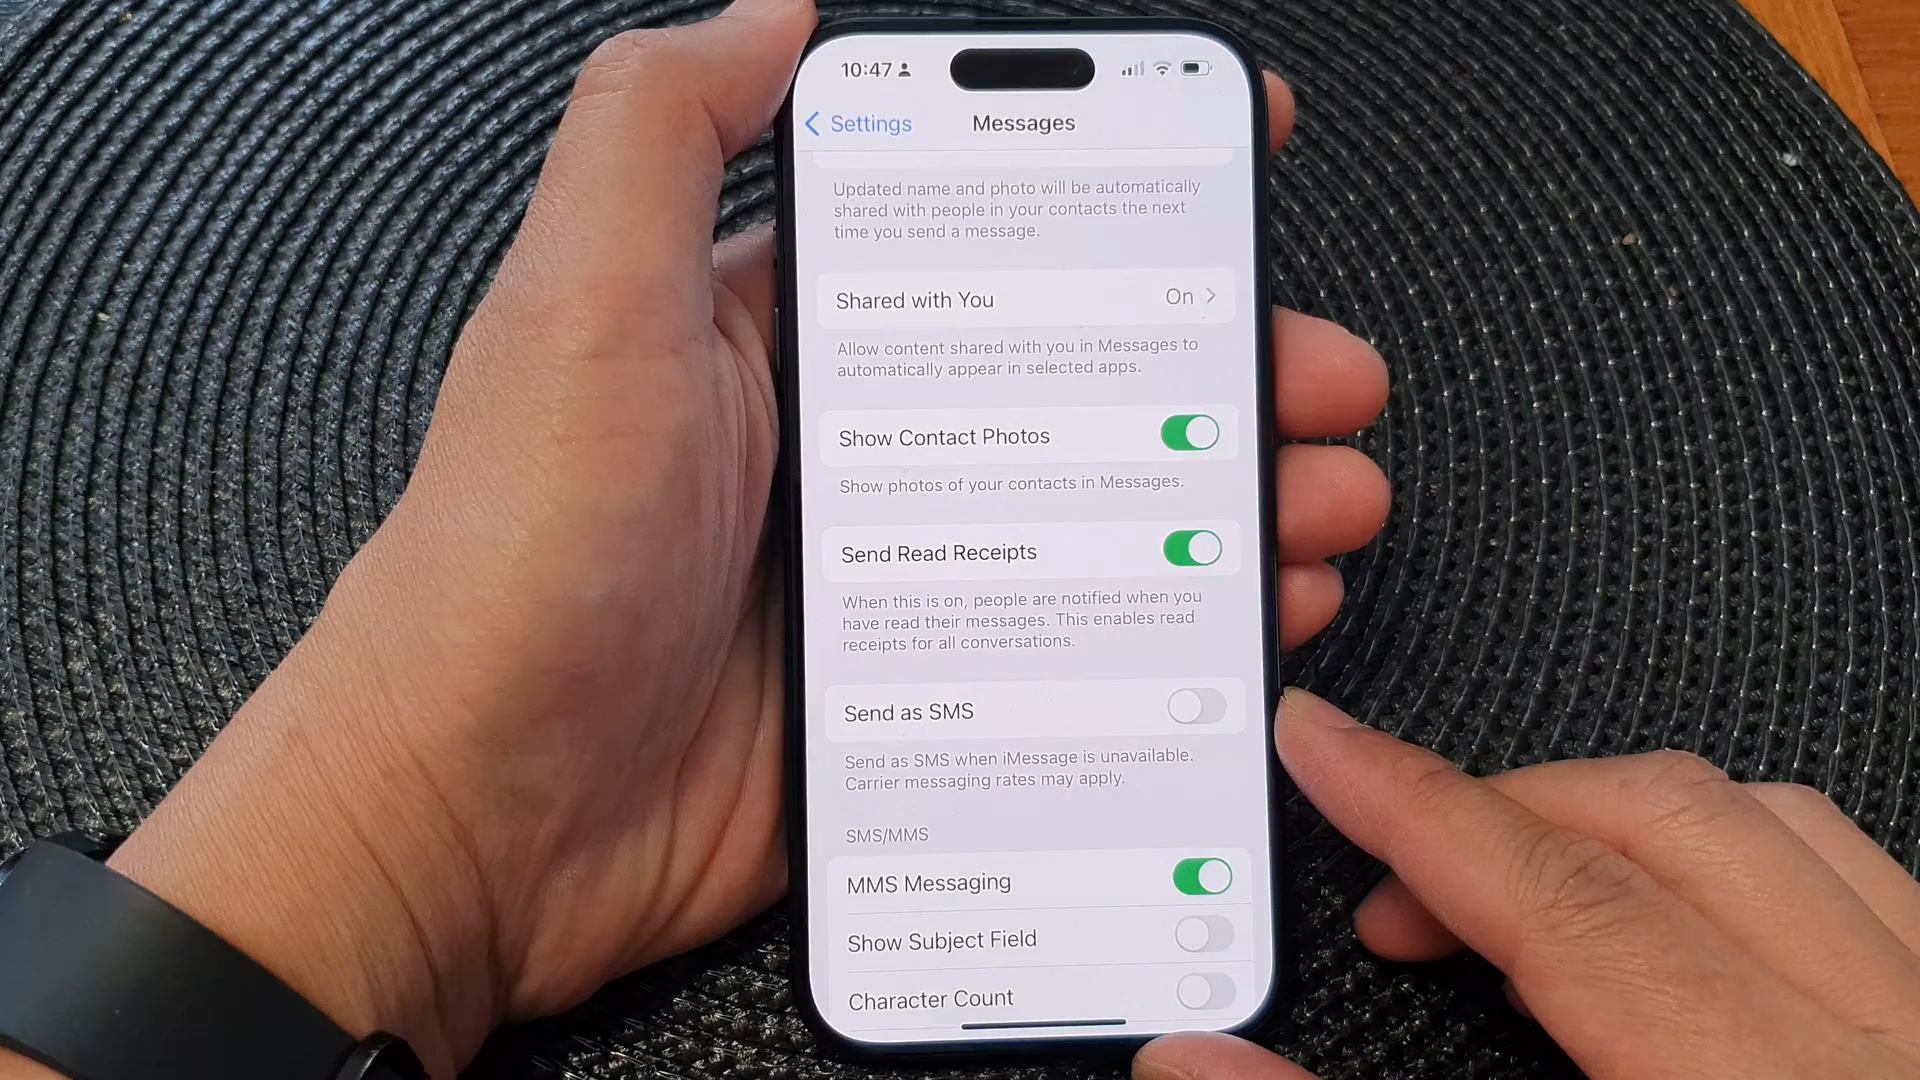 10:47
Settings
Messages
Updated name and photo will be automatically
shared with people in your contacts the next
time you send a message.
Shared with You On
Allow content shared with you in Messages to
automatically appear in selected apps.
Show Contact Photos
Show photos of your contacts in Messages.
Send Read Receipts
When this is on, people are notified when you
have read their messages. This enables read
receipts for all conversations.
Send as SMS
Send as SMS when iMessage is unavailable.
Carrier messaging rates may apply.
SMS/MMS
MMS Messaging
Show Subject Field
Character Count